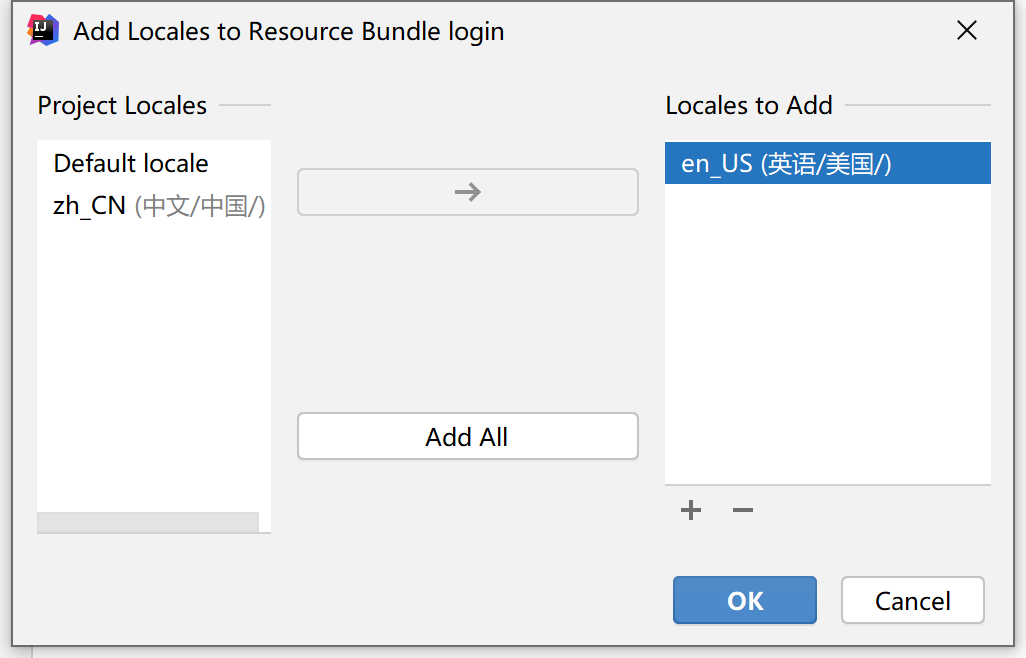 IJ
Add Locales to Resource Bundle login
Project Locales
Default locale
zh_CN (中文/中国/)
Add All
Locales to Add
en_US (英语/美国/)
OK
Cancel